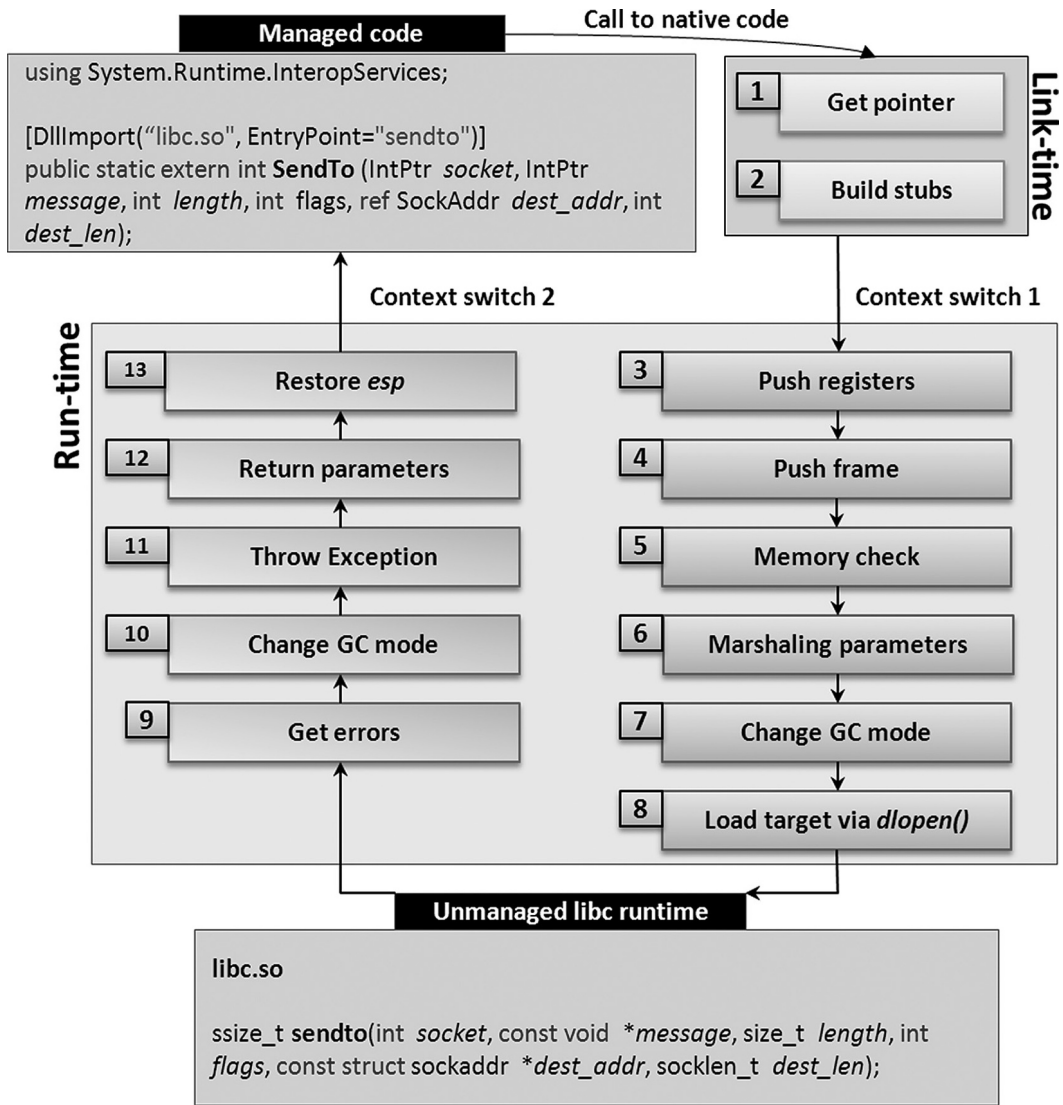 Call to native code
Managed code
using System.Runtime.InteropServices;
[DllImport(“libc.so", EntryPoint="sendto")]
public static extern int SendTo (IntPtr socket, IntPtr
message, int length, int flags, ref SockAddr dest_addr, int
dest_len);
Link-time
1
Get pointer
2
Build stubs
Context switch 2
Context switch 1
Run-time
13
Restore esp
12
Return parameters
11
Throw Exception
10
Change GC mode
9
Get errors
3
Push registers
4
Push frame
5
Memory check
6
Marshaling parameters
7
Change GC mode
8
Load target via dlopen()
Unmanaged libc runtime
libc.so
ssize_t sendto(int socket, const void *message, size_t length, int
flags, const struct sockaddr *dest_addr, socklen_t dest_len);